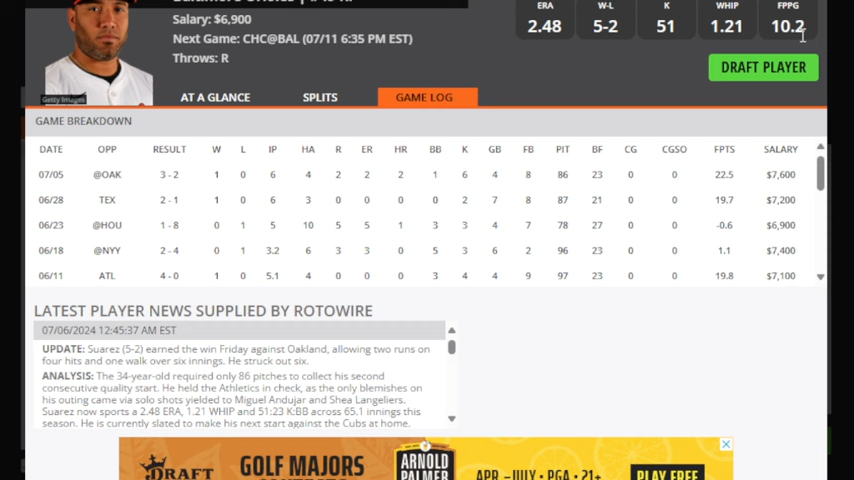 Salary: $6,900
Next Game: CHC@BAL (07/11 6:35 PM EST)
Throws: R
Getty Images
ERA W-L K WHIP FPPG
2.48 5-2 51 1.21 10.2
DRAFT PLAYER
AT A GLANCE SPLITS GAME LOG
GAME BREAKDOWN
DATE OPP RESULT W L IP HA R ER HR BB K GB FB PIT BF CG CGSO FPTS SALARY
07/05 @OAK 3 - 2 1 0 6 4 2 2 2 1 6 4 8 86 23 0 0 22.5 $7,600
06/28 TEX 2 - 1 1 0 6 3 0 0 0 0 2 7 8 87 21 0 0 19.7 $7,200
06/23 @HOU 1 - 8 0 1 5 10 5 5 1 3 3 4 7 78 27 0 0 -0.6 $6,900
06/18 @NYY 2 - 4 0 1 3.2 6 3 3 0 5 3 6 2 96 23 0 0 1.1 $7,400
06/11 ATL 4 - 0 1 0 5.1 4 0 0 0 3 4 4 9 97 23 0 0 19.8 $7,100
LATEST PLAYER NEWS SUPPLIED BY ROTOWIRE
07/06/2024 12:45:37 AM EST
UPDATE: Suarez (5-2) earned the win Friday against Oakland, allowing two runs on
four hits and one walk over six innings. He struck out six.
ANALYSIS: The 34-year-old required only 86 pitches to collect his second
consecutive quality start. He held the Athletics in check, as the only blemishes on
his outing came via solo shots yielded to Miguel Andujar and Shea Langeliers.
Suarez now sports a 2.48 ERA, 1.21 WHIP and 51:23 K:BB across 65.1 innings this
season. He is currently slated to make his next start against the Cubs at home.
DRAFT
GOLF MAJORS
ARNOLD
PALMER
APR –JULY • PGA • 21+
PLAY FREE